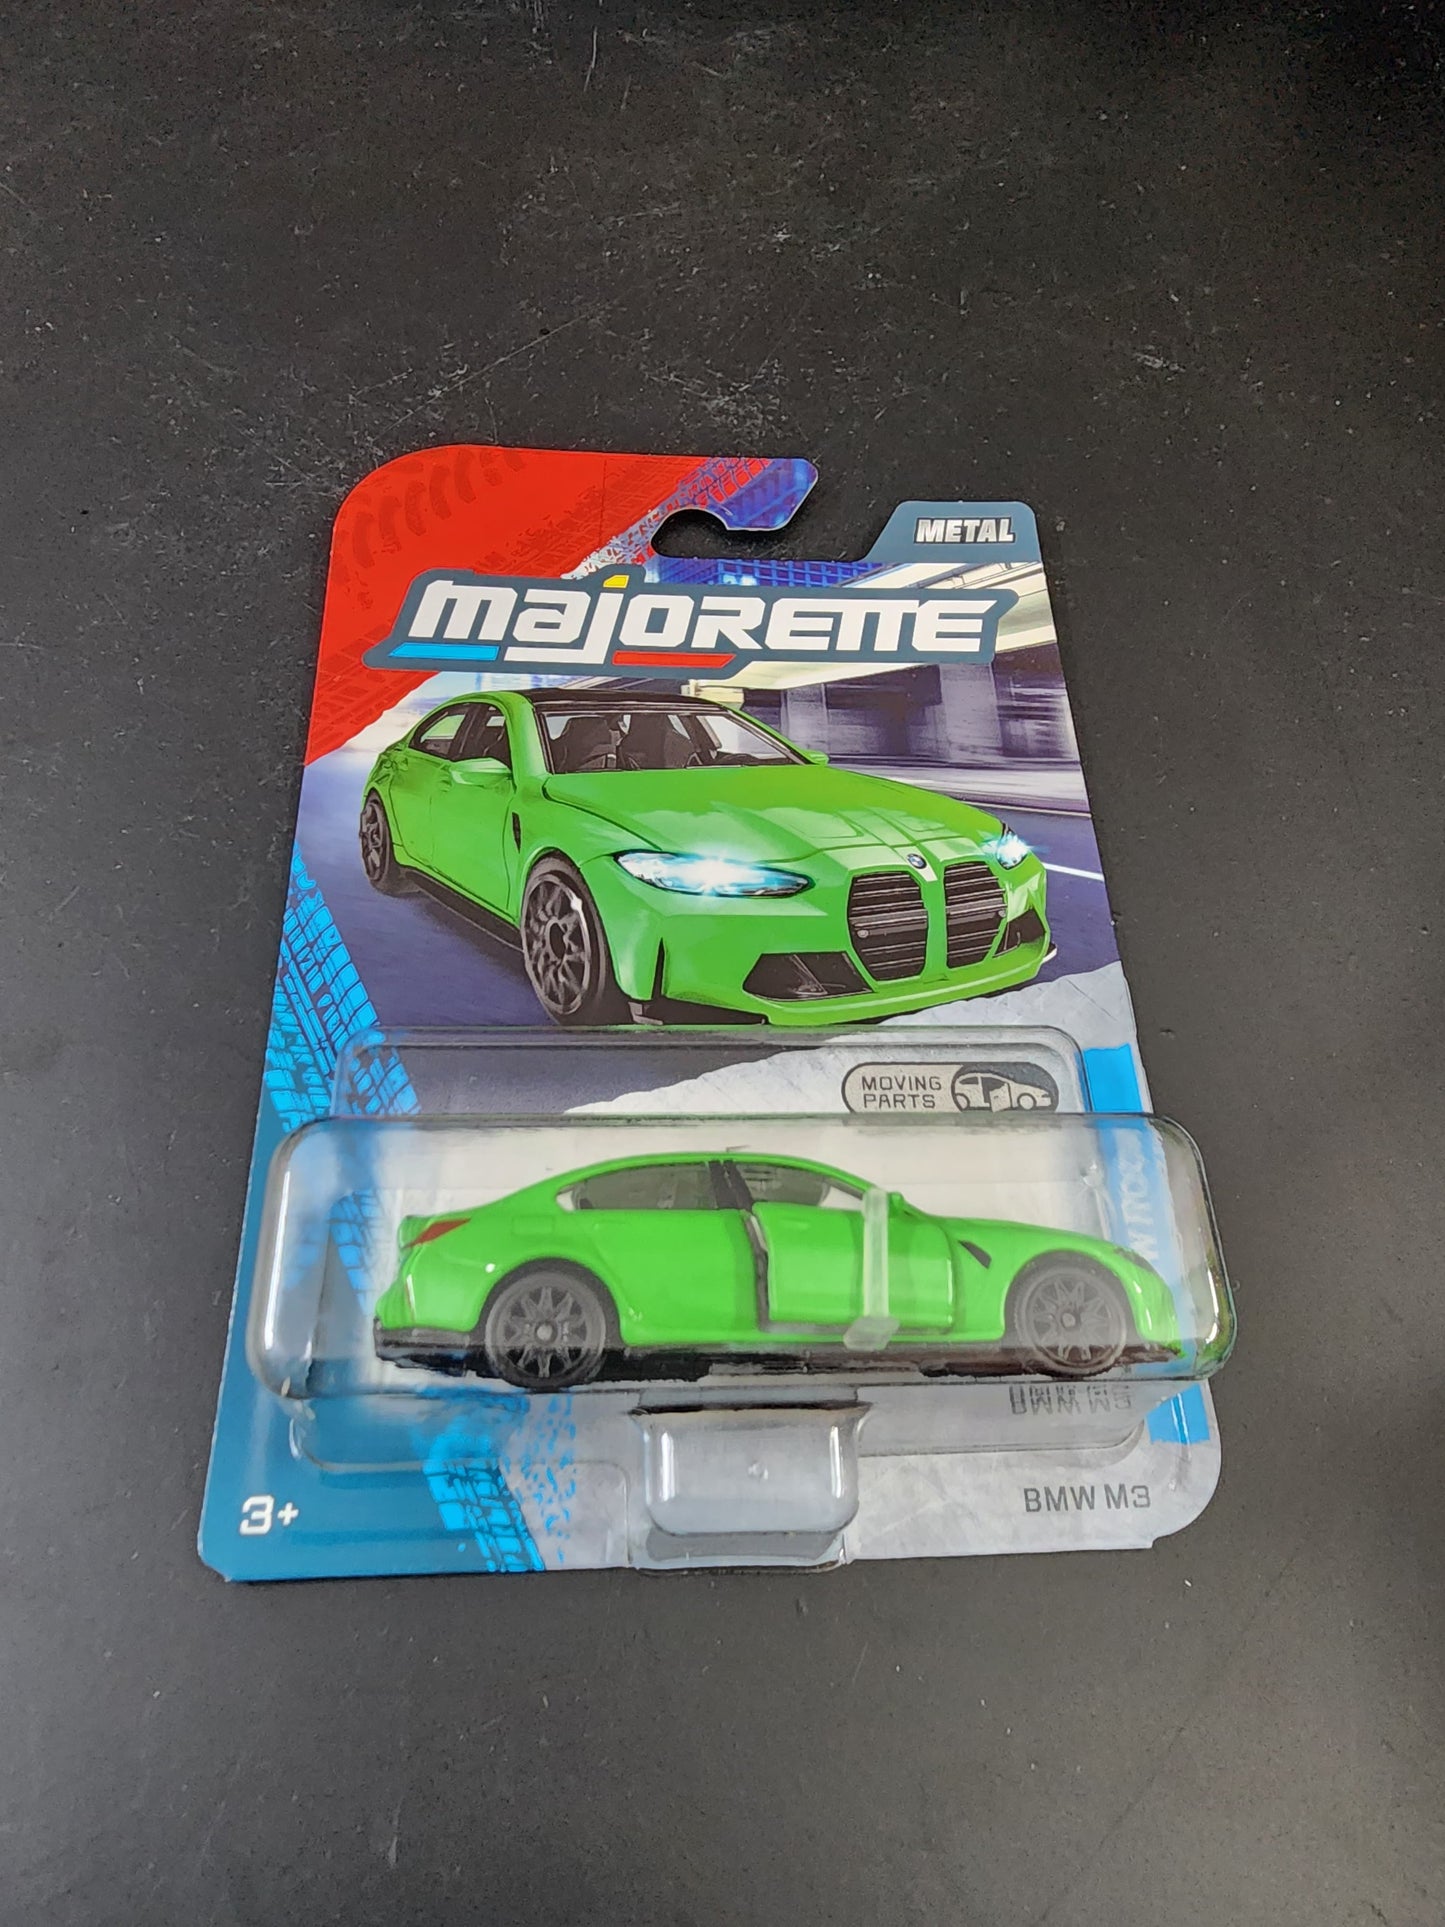 METAL
majorette
MOVING
PARTS
3+
BMW M3